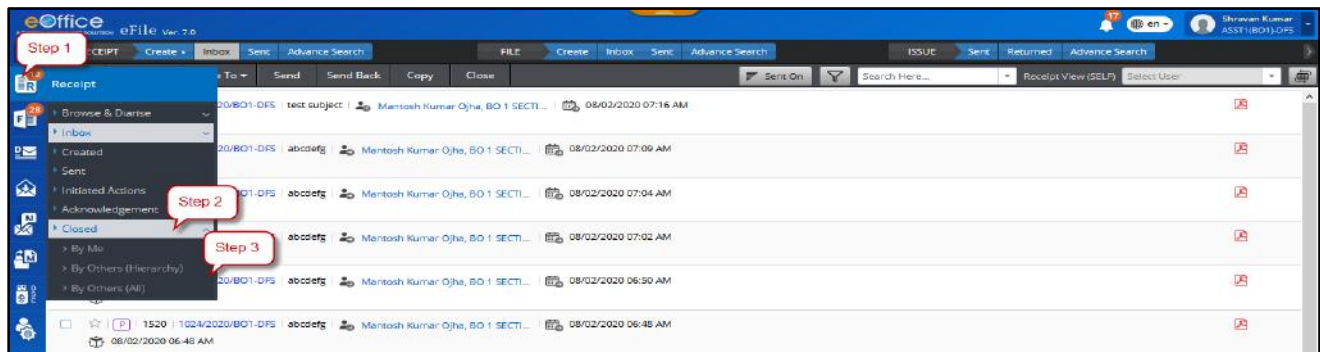 eOffice
eFile Ver. 7.0
17
en
Shravan Kumar
ASST1(BO1)-DFS
Step 1
RECEIPT Create Inbox Sent Advance Search FILE Create Inbox Sent Advance Search ISSUE Sent Returned Advance Search
Receipt
To Send Send Back Copy Close Sent On Search Here... Receipt View (SELF) Select User
Browse & Diarise
Inbox
Created
Sent
Initiated Actions
Acknowledgement
Closed
> By Me
> By Others (Hierarchy)
> By Others (All)
Step 2
Step 3
28
20/BO1-DFS test subject Mantosh Kumar Ojha, BO 1 SECTI... 08/02/2020 07:16 AM
20/BO1-DFS abcdefg Mantosh Kumar Ojha, BO 1 SECTI... 08/02/2020 07:09 AM
BO1-DFS abcdefg Mantosh Kumar Ojha, BO 1 SECTI... 08/02/2020 07:04 AM
abcdefg Mantosh Kumar Ojha, BO 1 SECTI... 08/02/2020 07:02 AM
2020/BO1-DFS abcdefg Mantosh Kumar Ojha, BO 1 SECTI... 08/02/2020 06:50 AM
P 1520 1024/2020/BO1-DFS abcdefg Mantosh Kumar Ojha, BO 1 SECTI... 08/02/2020 06:48 AM
08/02/2020 06:48 AM